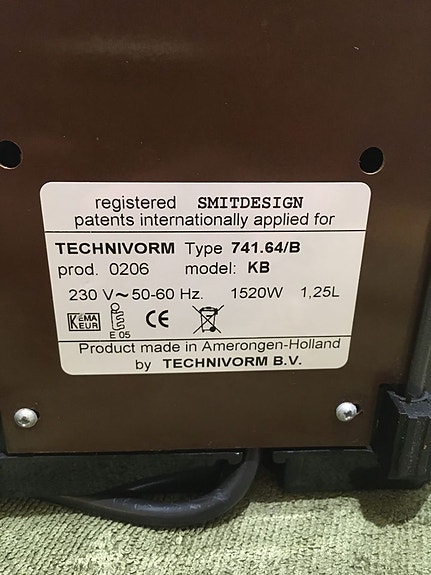 registered SMITDESIGN
patents internationally applied for
TECHNIVORM Type 741.64/B
prod. 0206 model: KB
230 V~50-60 Hz. 1520W 1,25L
KEMA
KEUR
E 05
CE
Product made in Amerongen-Holland
by TECHNIVORM B.V.